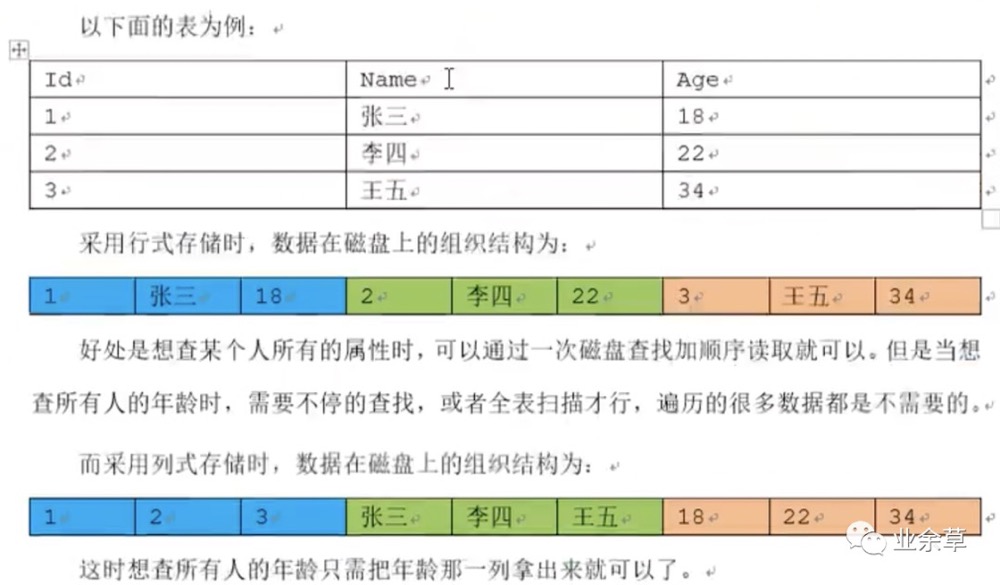 以下面的表为例：
Id Name Age
1 张三 18
2 李四 22
3 王五 34
采用行式存储时，数据在磁盘上的组织结构为：
1 张三 18 2 李四 22 3 王五 34
好处是想查某个人所有的属性时，可以通过一次磁盘查找加顺序读取就可以。但是当想
查所有人的年龄时，需要不停的查找，或者全表扫描才行，遍历的很多数据都是不需要的。
而采用列式存储时，数据在磁盘上的组织结构为：
1 2 3 张三 李四 王五 18 22 34
业余草
这时想查所有人的年龄只需把年龄那一列拿出来就可以了。